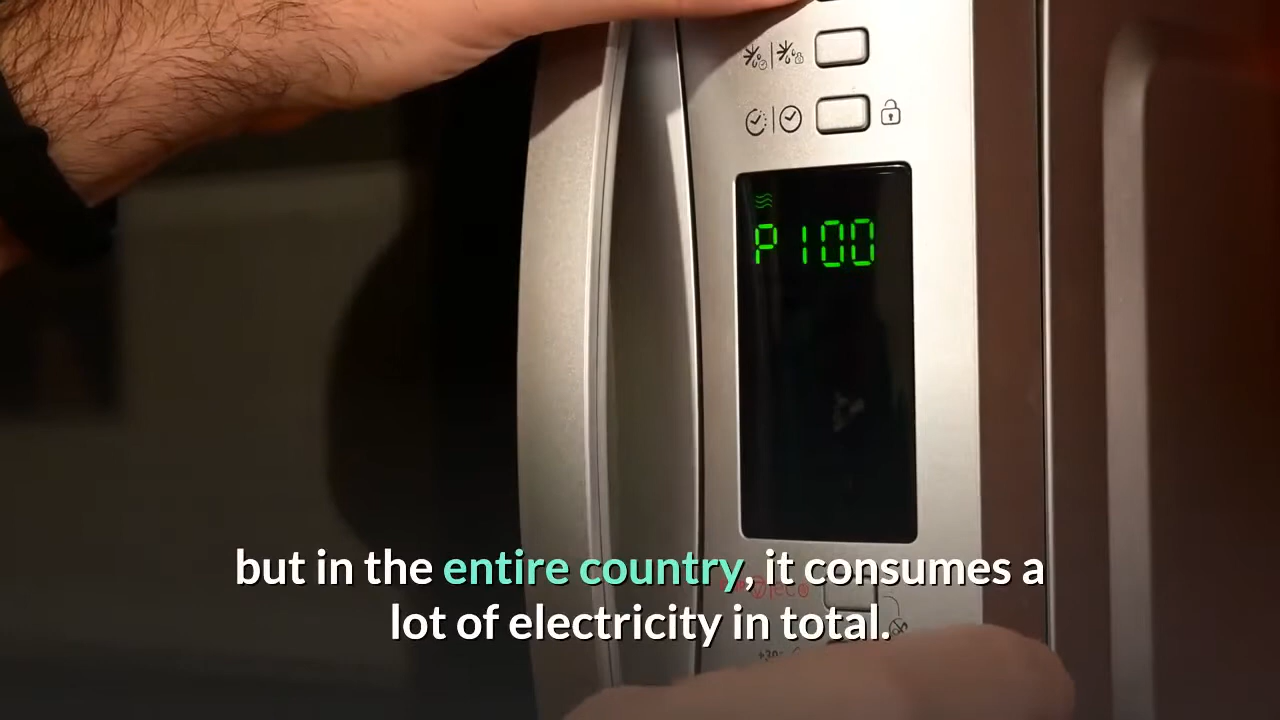 P100
but in the entire country, it consumes a
lot of electricity in total.